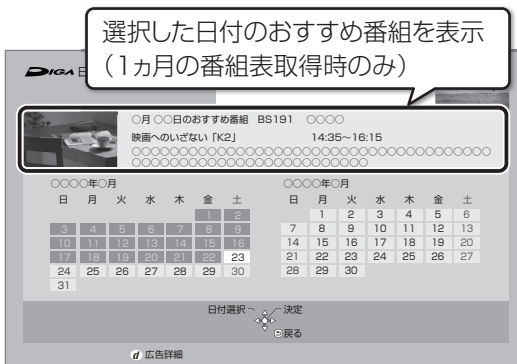 選択した日付のおすすめ番組を表示
（1ヵ月の番組表取得時のみ）
DIGA 日
○月 ○○日のおすすめ番組 BS191 ○○○○
映画へのいざない「K2」 14:35〜16:15
○○○○○○○○○○○○○○○○○○○○○○○○○○○○○○○○○○○○○
○○○○○○○○○○○○○○○○○○○○○○○○
○○○○年○月 ○○○○年○月
日 月 火 水 木 金 土 日 月 火 水 木 金 土
1 2 1 2 3 4 5 6
3 4 5 6 7 8 9 7 8 9 10 11 12 13
10 11 12 13 14 15 16 14 15 16 17 18 19 20
17 18 19 20 21 22 23 21 22 23 24 25 26 27
24 25 26 27 28 29 30 28 29 30
31
日付選択 決定
戻る
d 広告詳細